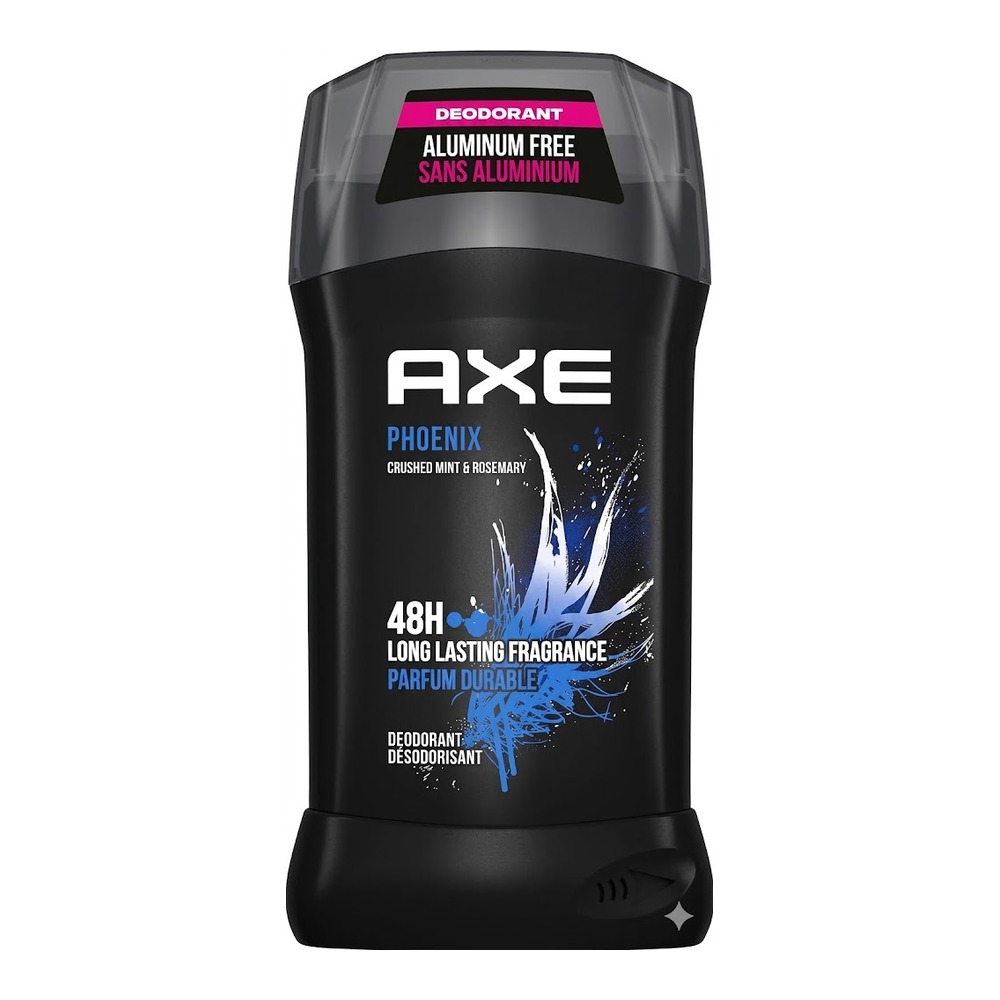 DEODORANT
ALUMINUM FREE
SANS ALUMINIUM
AXE
PHOENIX
CRUSHED MINT & ROSEMARY
48H
LONG LASTING FRAGRANCE
PARFUM DURABLE
DEODORANT
DÉSODORISANT